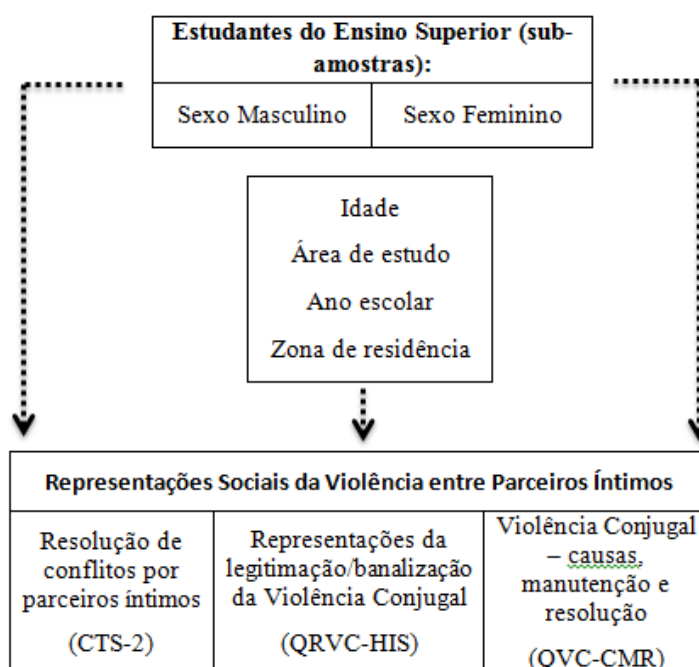 Estudantes do Ensino Superior (sub-
amostras):
Sexo Masculino
Sexo Feminino
Idade
Área de estudo
Ano escolar
Zona de residência
Representações Sociais da Violência entre Parceiros Íntimos
Resolução de
conflitos por
parceiros íntimos
(CTS-2)
Representações da
legitimação/banalização
da Violência Conjugal
(QRVC-HIS)
Violência Conjugal
– causas,
manutenção e
resolução
(QVC-CMR)